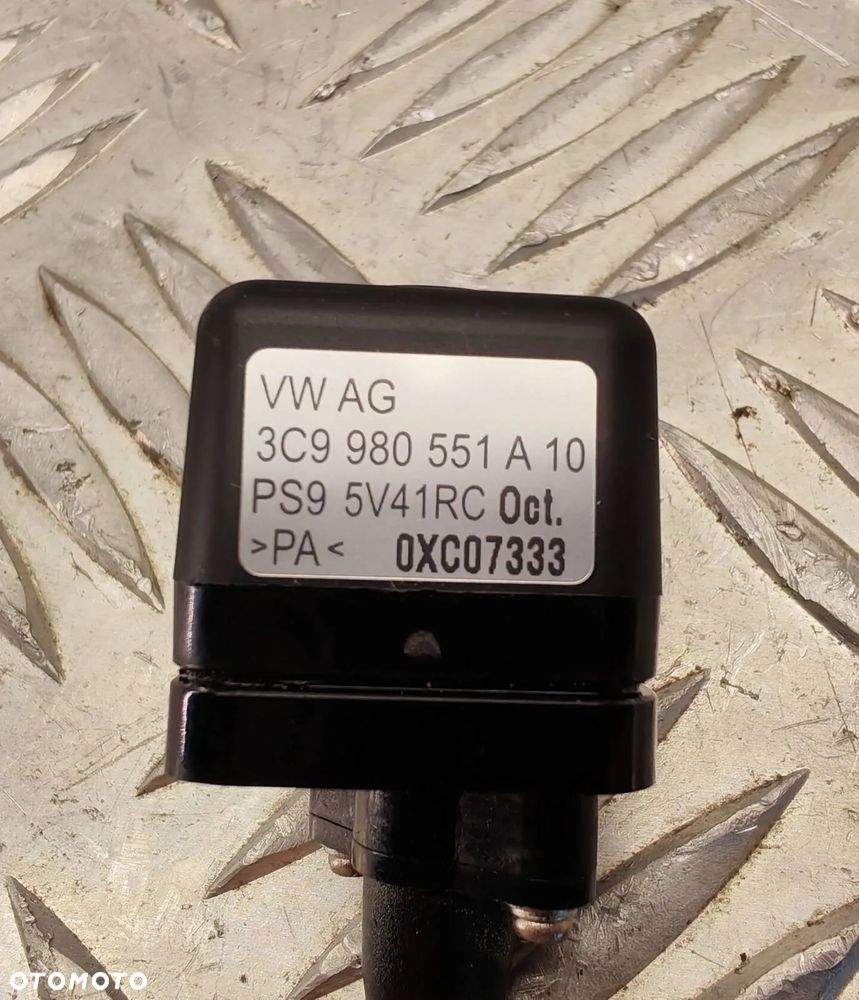 VW AG
3C9 980 551 A 10
PS9 5V41RC Oct.
>PA< 0XC07333
OTOMOTO